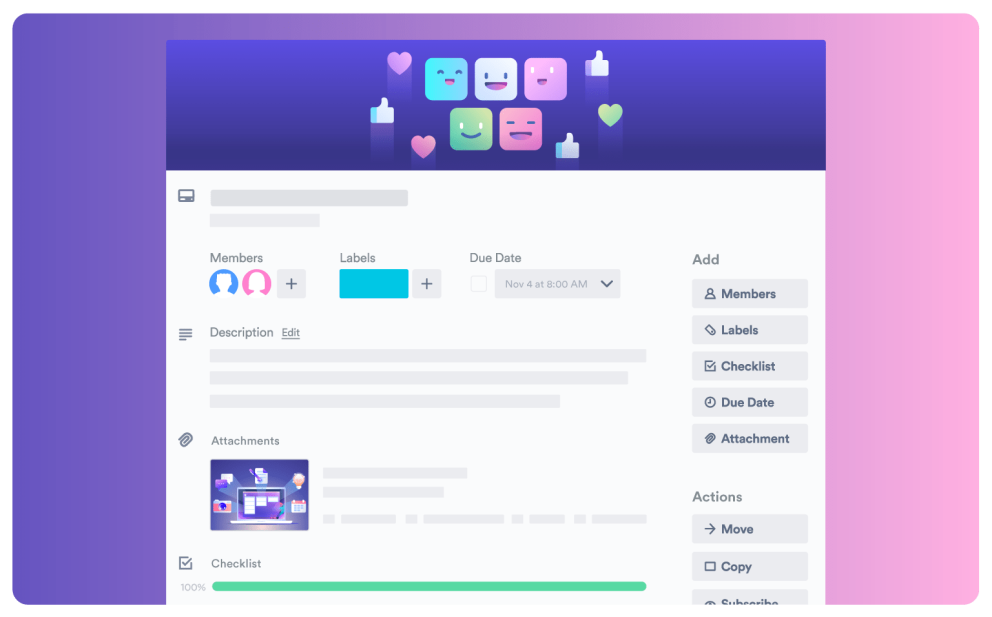 Members
Labels
Due Date
Nov 4 at 8:00 AM
Description Edit
Attachments
Checklist
100%
Add
Members
Labels
Checklist
Due Date
Attachment
Actions
Move
Copy
Subscribe